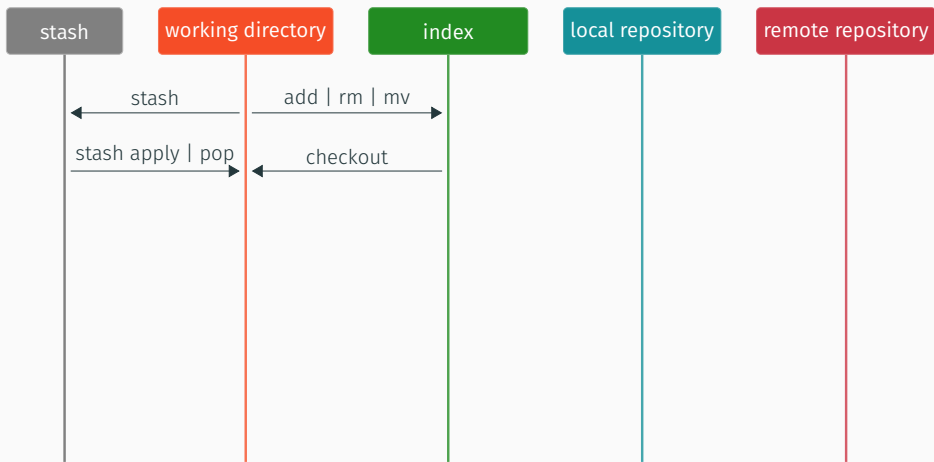 stash
working directory
index
local repository
remote repository
stash
add | rm | mv
stash apply | pop
checkout